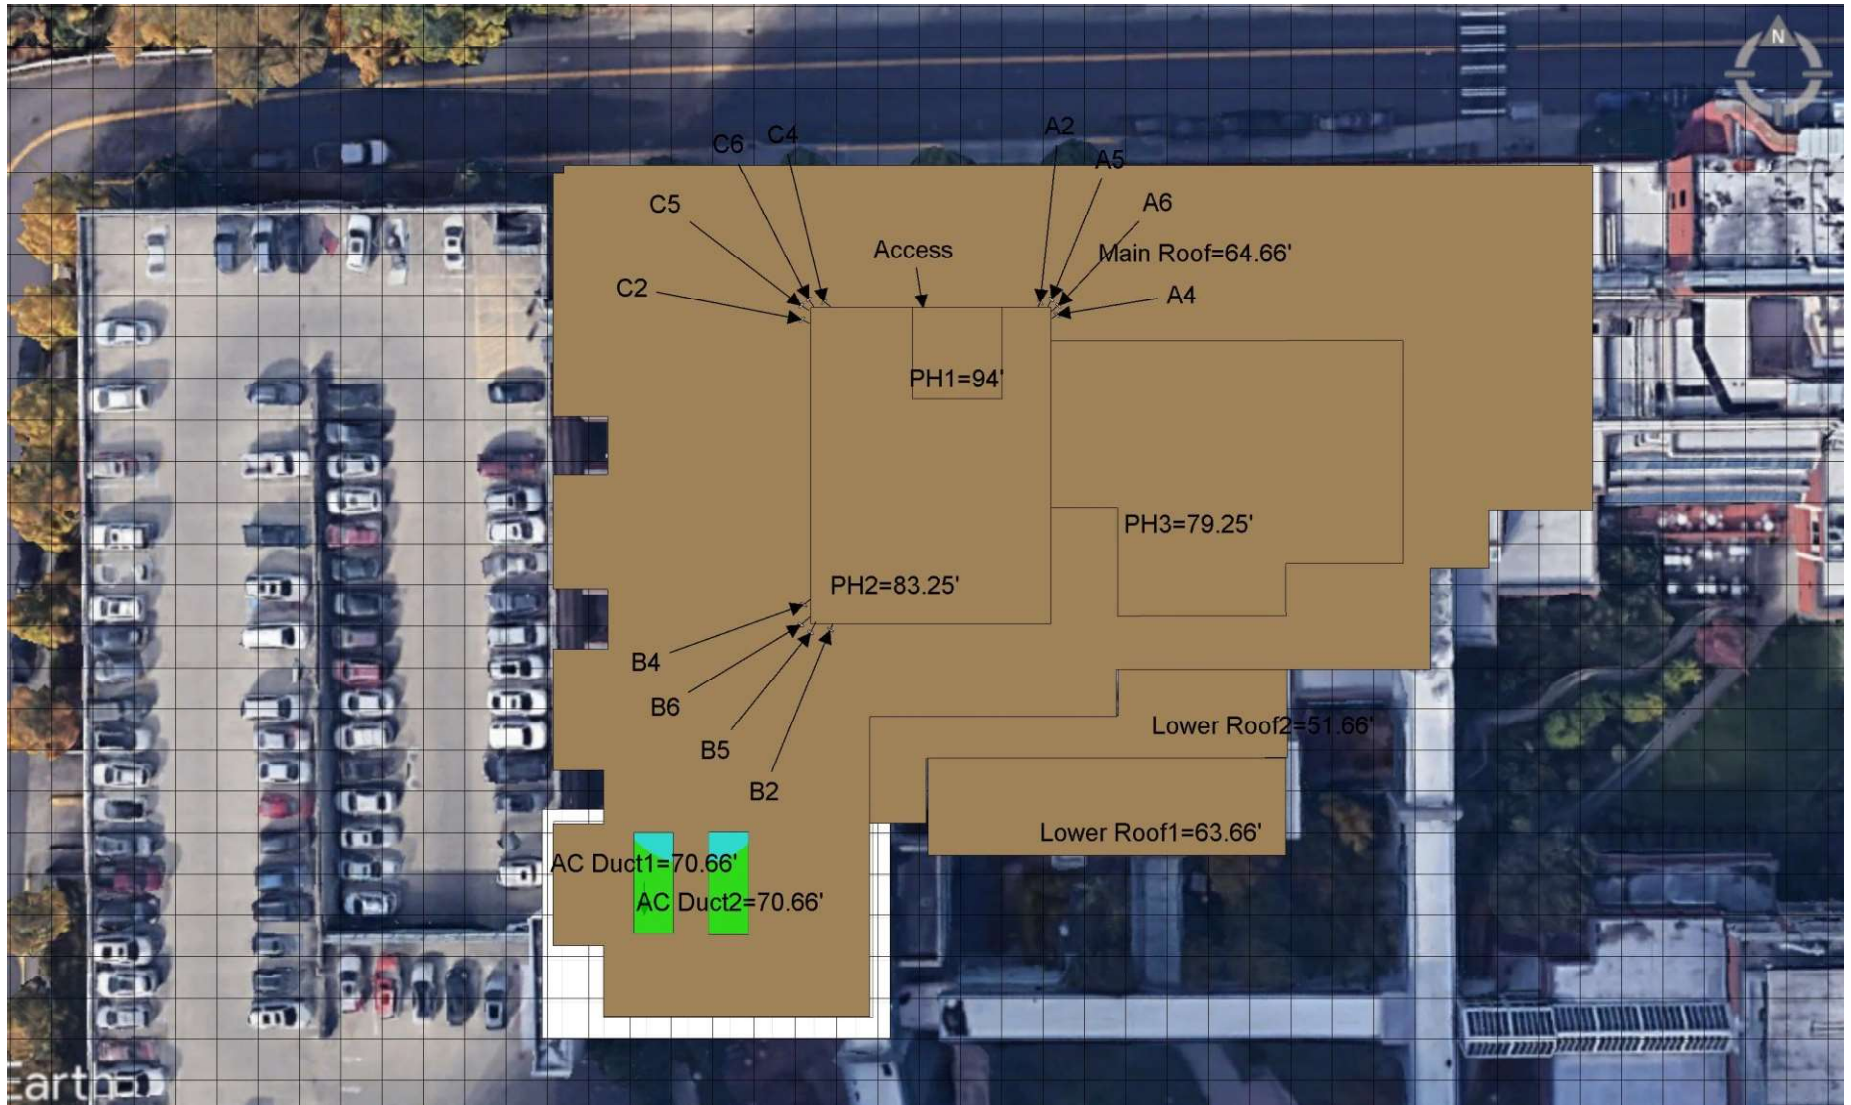 N
C6
C4
A2
A5
C5
A6
Access
Main Roof=64.66'
C2
A4
PH1=94'
PH3=79.25'
PH2=83.25'
B4
B6
Lower Roof2=51.66'
B5
B2
Lower Roof1=63.66'
AC Duct1=70.66'
AC Duct2=70.66'
Earth